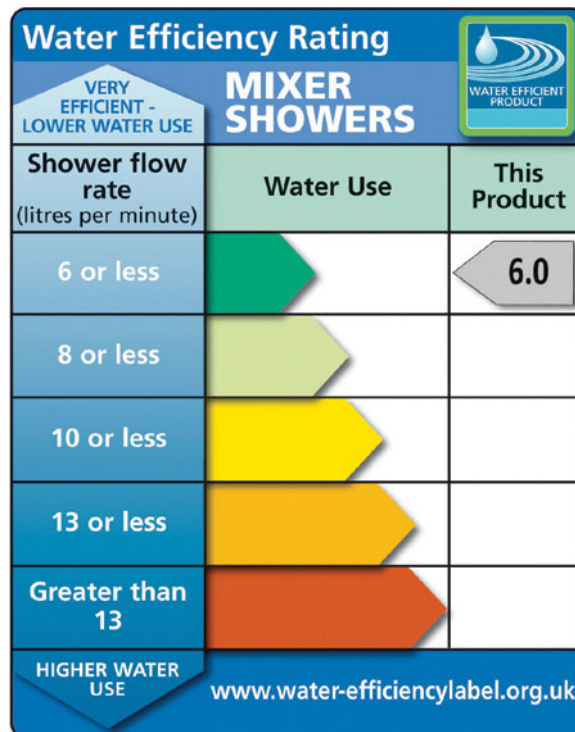 Water Efficiency Rating
VERY
EFFICIENT -
LOWER WATER USE
MIXER
SHOWERS
WATER EFFICIENT
PRODUCT
Shower flow
rate
(litres per minute)
Water Use
This
Product
6 or less
6.0
8 or less
10 or less
13 or less
Greater than
13
HIGHER WATER
USE
www.water-efficiencylabel.org.uk